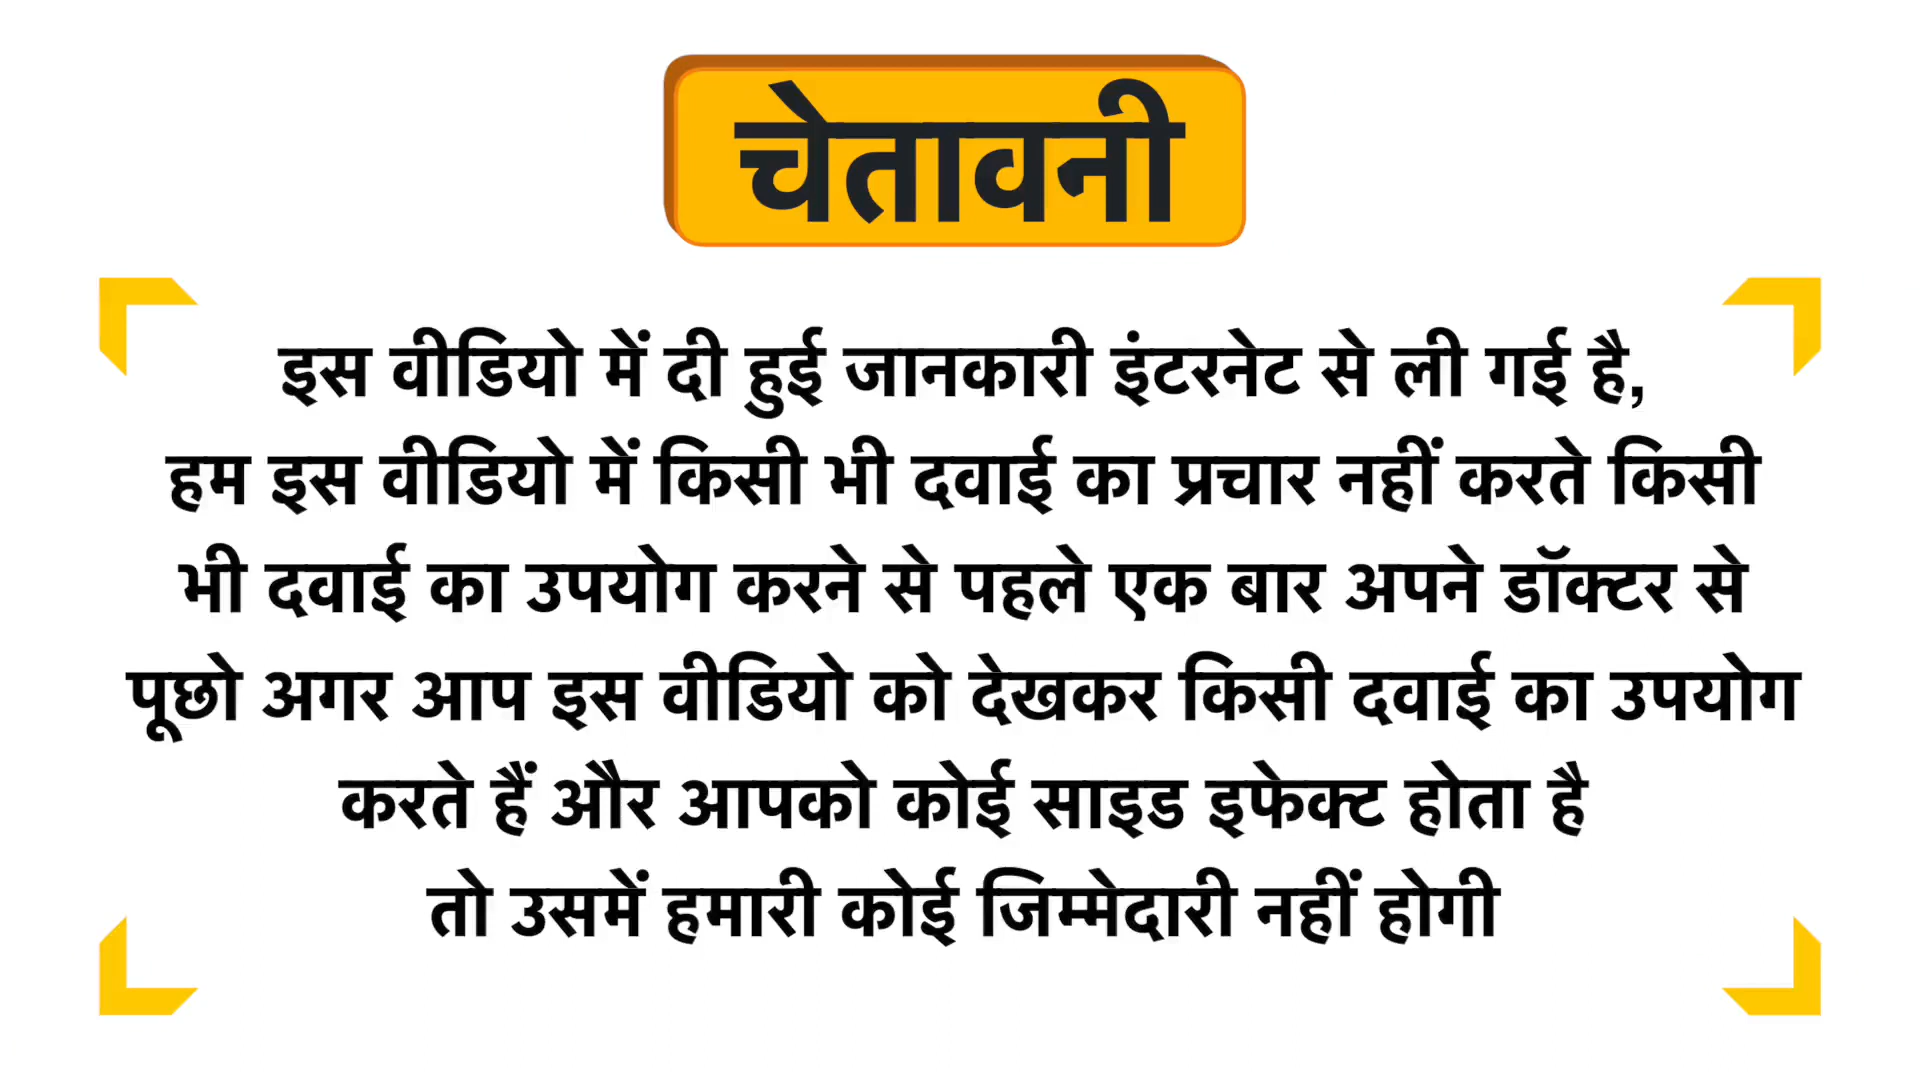 चेतावनी
इस वीडियो में दी हुई जानकारी इंटरनेट से ली गई है,
हम इस वीडियो में किसी भी दवाई का प्रचार नहीं करते किसी
भी दवाई का उपयोग करने से पहले एक बार अपने डॉक्टर से
पूछो अगर आप इस वीडियो को देखकर किसी दवाई का उपयोग
करते हैं और आपको कोई साइड इफेक्ट होता है
तो उसमें हमारी कोई जिम्मेदारी नहीं होगी